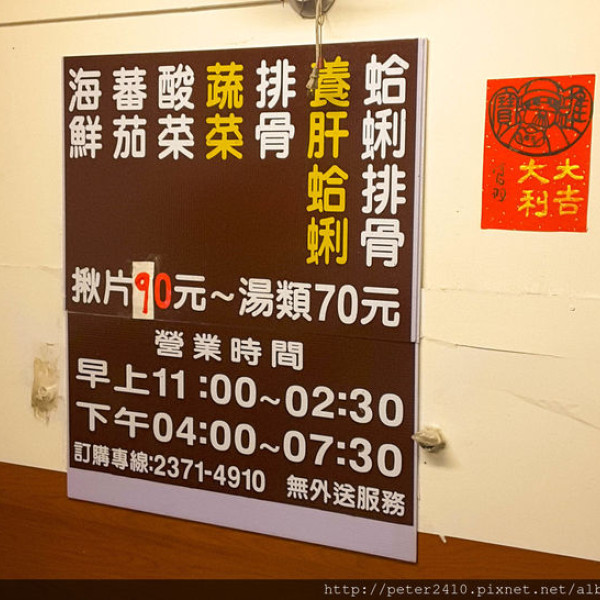 蛤蜊排骨
養肝蛤蜊
排骨
蔬菜
酸菜
蕃茄
海鮮
揪片90元~湯類70元
營業時間
早上11:00~02:30
下午04:00~07:30
訂購專線:2371-4910 無外送服務
大吉
大利
http://peter2410.pixnet.net/alb